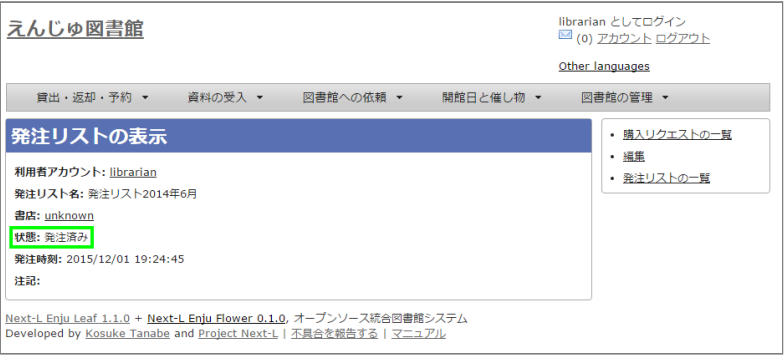 えんじゅ図書館
librarian としてログイン
(0) アカウント ログアウト
Other languages
貸出・返却・予約 ▼ 資料の受入 ▼ 図書館への依頼 ▼ 開館日と催し物 ▼ 図書館の管理 ▼
発注リストの表示
利用者アカウント: librarian
発注リスト名: 発注リスト2014年6月
書店: unknown
状態: 発注済み
発注時刻: 2015/12/01 19:24:45
注記:
• 購入リクエストの一覧
• 編集
• 発注リストの一覧
Next-L Enju Leaf 1.1.0 + Next-L Enju Flower 0.1.0, オープンソース統合図書館システム
Developed by Kosuke Tanabe and Project Next-L | 不具合を報告する | マニュアル